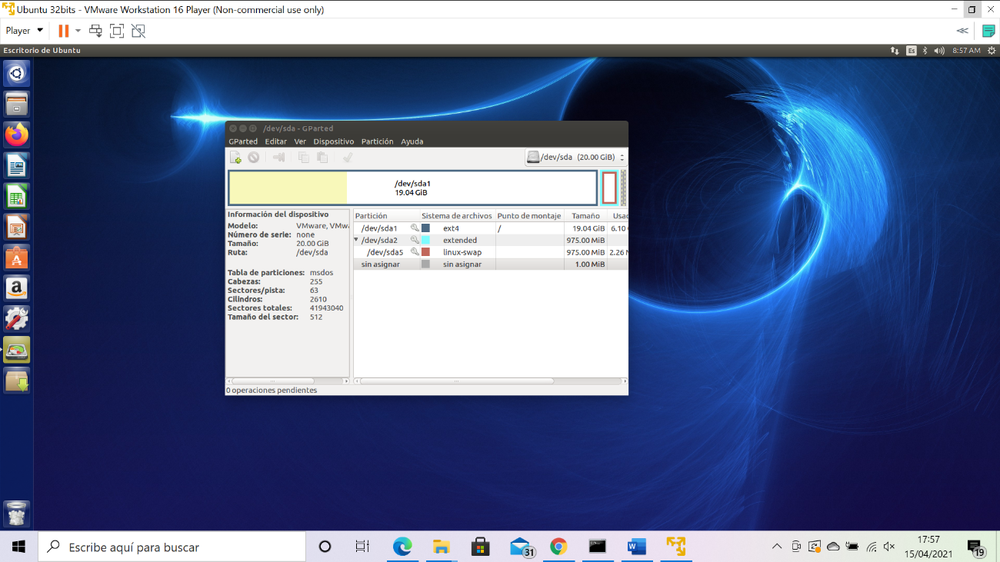 Ubuntu 32bits - VMware Workstation 16 Player (Non-commercial use only)
Player
Escritorio de Ubuntu
Es
8:57 AM
/dev/sda - GParted
GParted Editar Ver Dispositivo Partición Ayuda
/dev/sda (20.00 GiB)
/dev/sda1
19.04 GiB
Información del dispositivo
Modelo: VMware, VMwa
Número de serie: none
Tamaño: 20.00 GiB
Ruta: /dev/sda
Tabla de particiones: msdos
Cabezas: 255
Sectores/pista: 63
Cilindros: 2610
Sectores totales: 41943040
Tamaño del sector: 512
Partición Sistema de archivos Punto de montaje Tamaño Usad
/dev/sda1 ext4 / 19.04 GiB 6.10
/dev/sda2 extended 975.00 MiB
/dev/sda5 linux-swap 975.00 MiB 2.26 M
sin asignar sin asignar 1.00 MiB
0 operaciones pendientes
Escribe aquí para buscar
31
17:57
15/04/2021
19